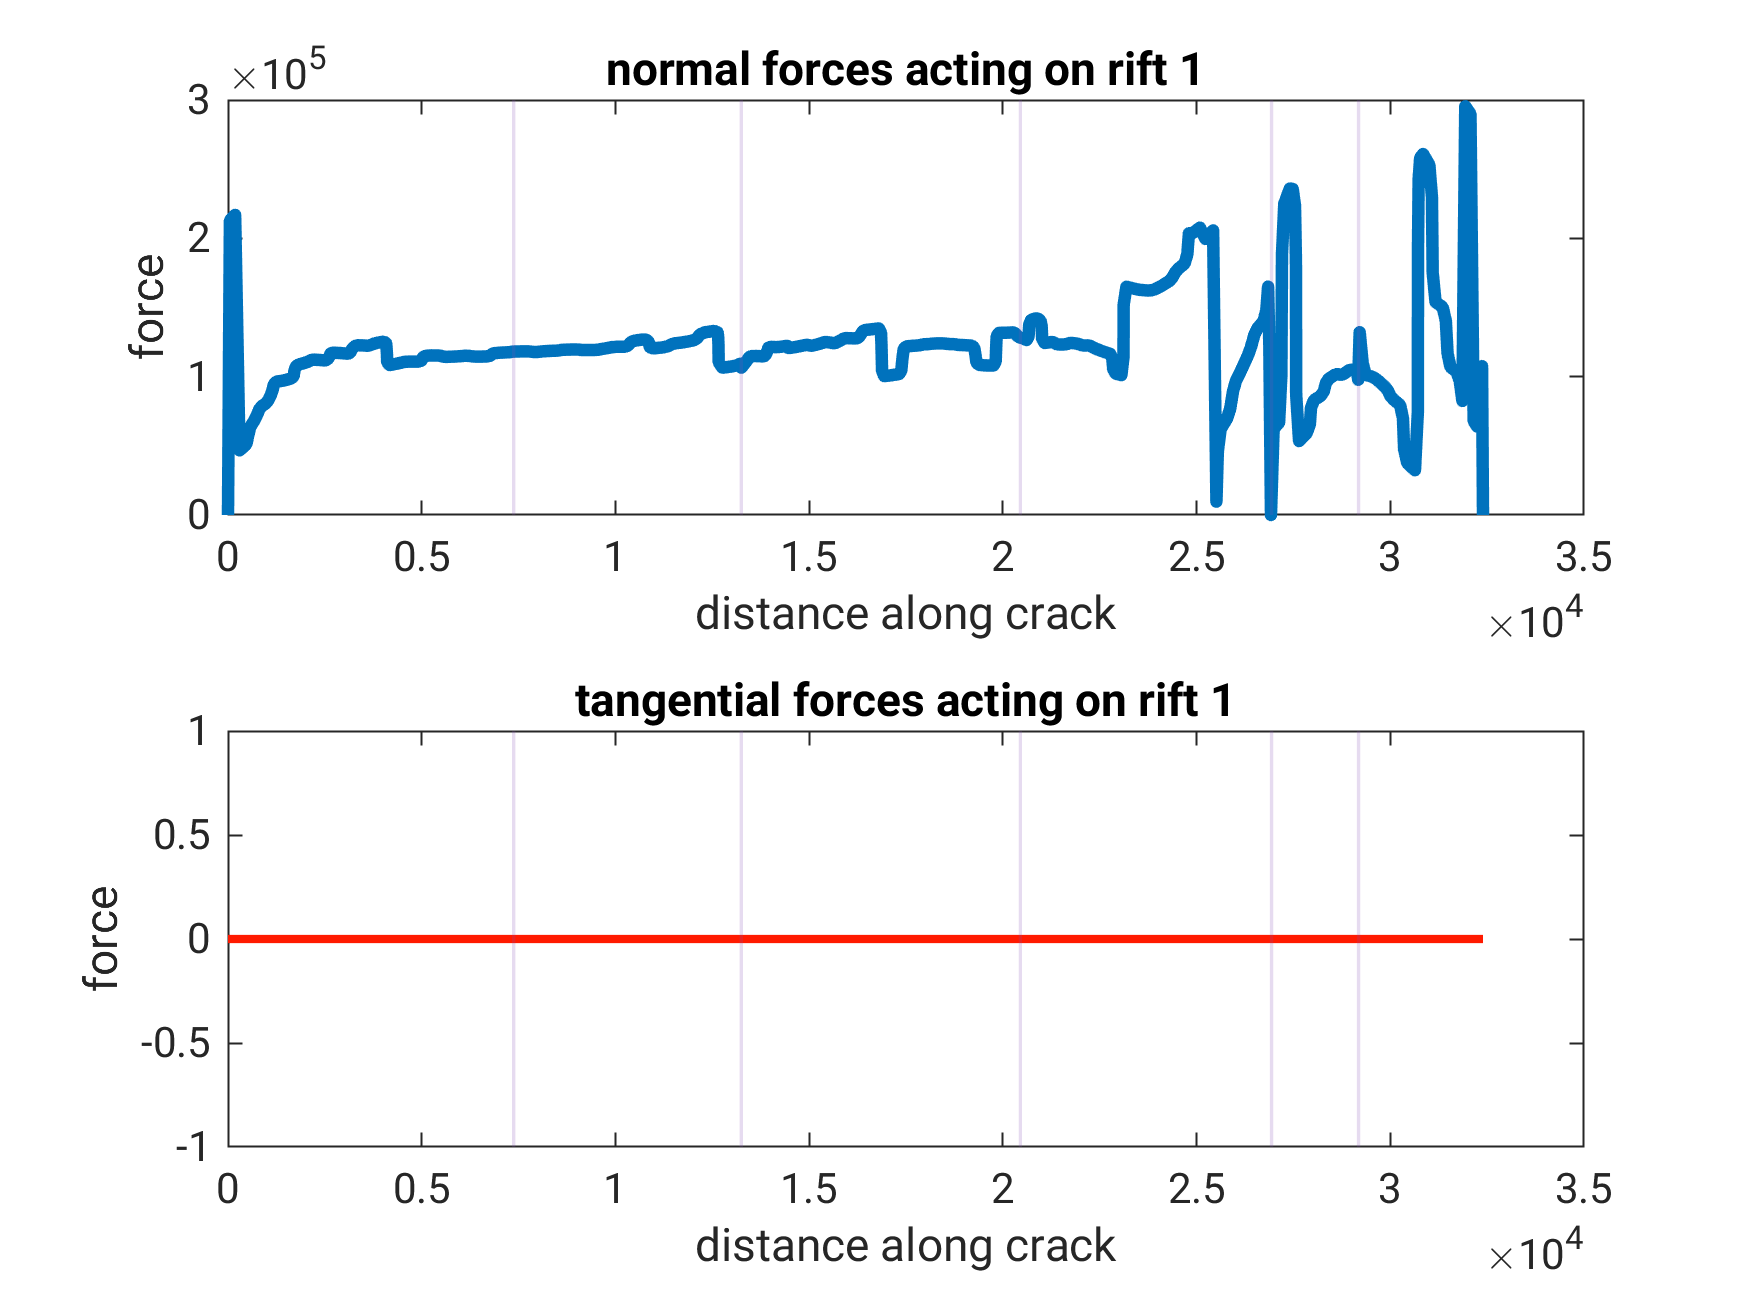 ×10^5
normal forces acting on rift 1
3
2
1
0
force
0 0.5 1 1.5 2 2.5 3 3.5
distance along crack
×10^4
tangential forces acting on rift 1
1
0.5
0
-0.5
-1
force
0 0.5 1 1.5 2 2.5 3 3.5
distance along crack
×10^4